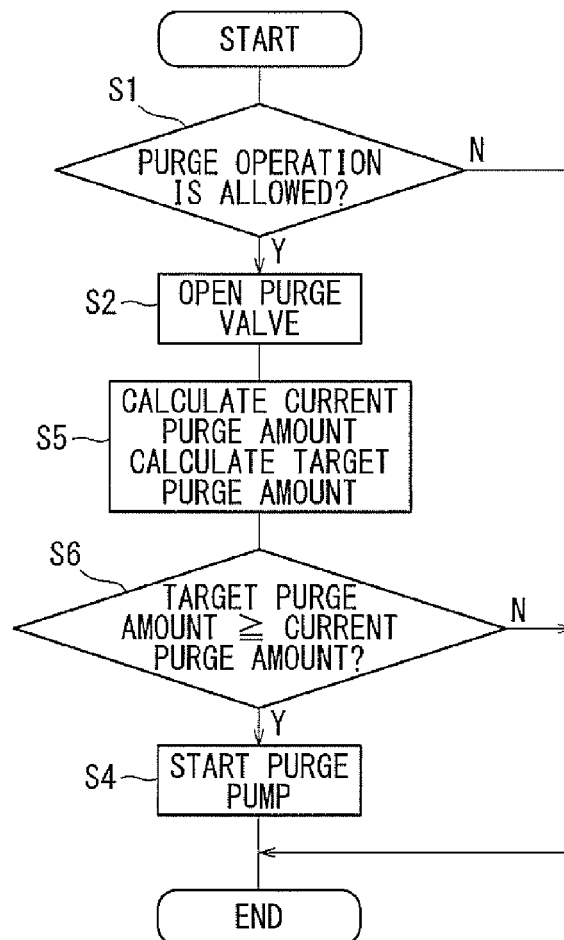 START
S1
PURGE OPERATION
IS ALLOWED?
N
Y
S2
OPEN PURGE
VALVE
S5
CALCULATE CURRENT
PURGE AMOUNT
CALCULATE TARGET
PURGE AMOUNT
S6
TARGET PURGE
AMOUNT ≧ CURRENT
PURGE AMOUNT?
N
Y
S4
START PURGE
PUMP
END